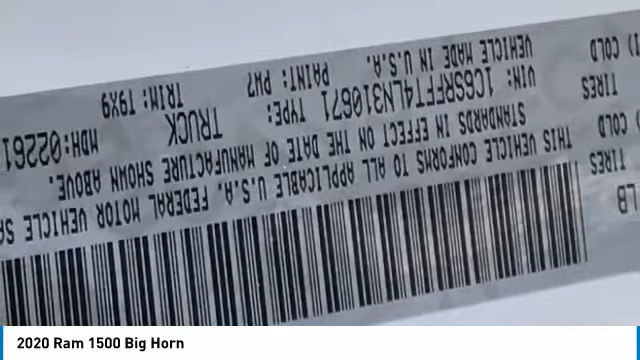 LB
TIRES
) COLD
TIRES
I) COLD
THIS VEHICLE CONFORMS TO ALL APPLICABLE U.S.A. FEDERAL MOTOR VEHICLE SA
STANDARDS IN EFFECT ON THE DATE OF MANUFACTURE SHOWN ABOVE.
VIN: 1C6SRFFT4LN310671 TYPE: TRUCK MDH:02261
VEHICLE MADE IN U.S.A. PAINT: PW7 TRIM: T9X9
2020 Ram 1500 Big Horn